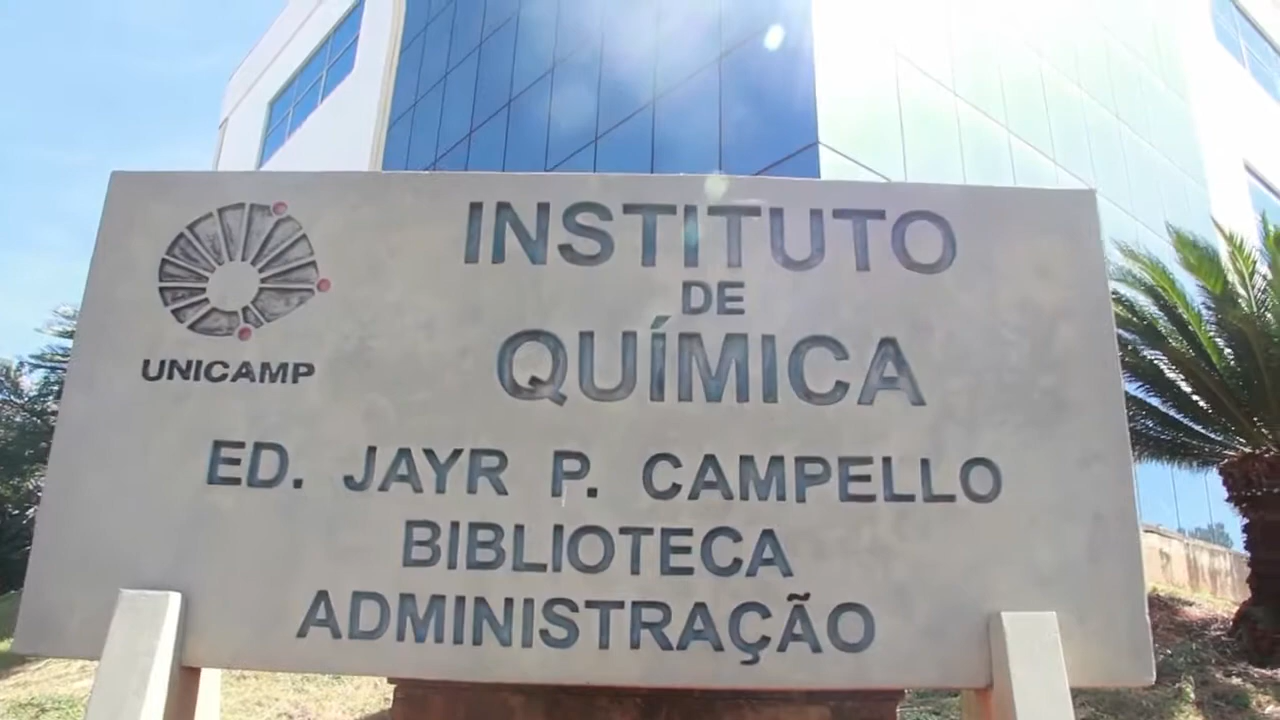 INSTITUTO
DE
QUÍMICA
UNICAMP
ED. JAYR P. CAMPELLO
BIBLIOTECA
ADMINISTRAÇÃO